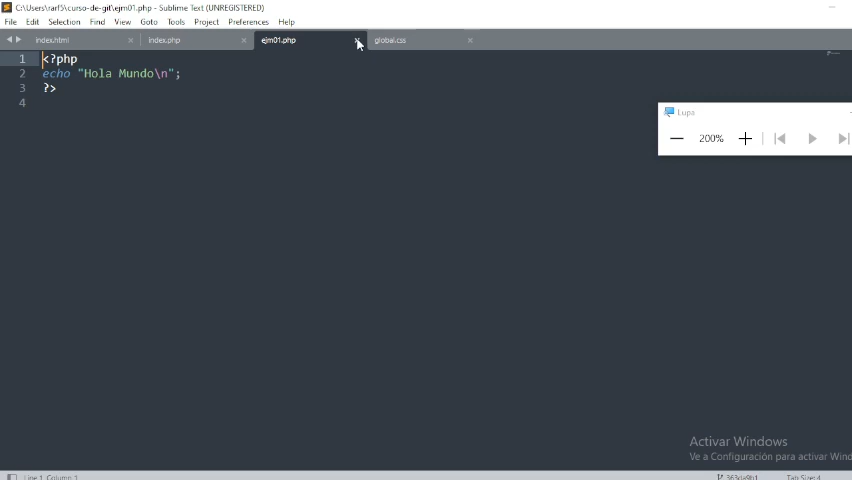 C:\Users\rarf5\curso-de-git\ejm01.php - Sublime Text (UNREGISTERED)
File Edit Selection Find View Goto Tools Project Preferences Help
index.html index.php ejm01.php global.css
1 <?php
2 echo "Hola Mundo\n";
3 ?>
4
Lupa
200%
Activar Windows
Ve a Configuración para activar Wind
Line 1, Column 1 Tab Size: 4